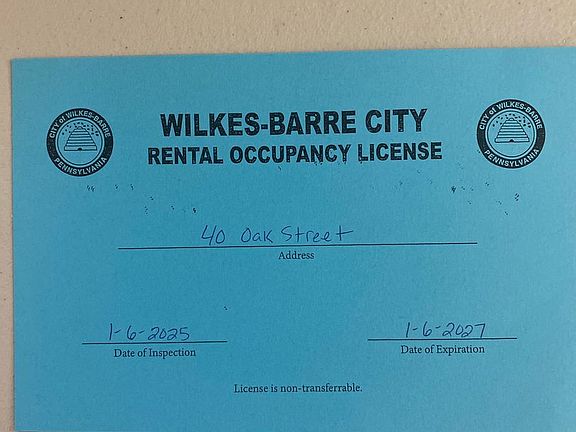 WILKES-BARRE CITY
RENTAL OCCUPANCY LICENSE
CITY of WILKES-BARRE
PENNSYLVANIA
CITY of WILKES-BARRE
PENNSYLVANIA
40 Oak Street
Address
1-6-2025
Date of Inspection
1-6-2027
Date of Expiration
License is non-transferrable.